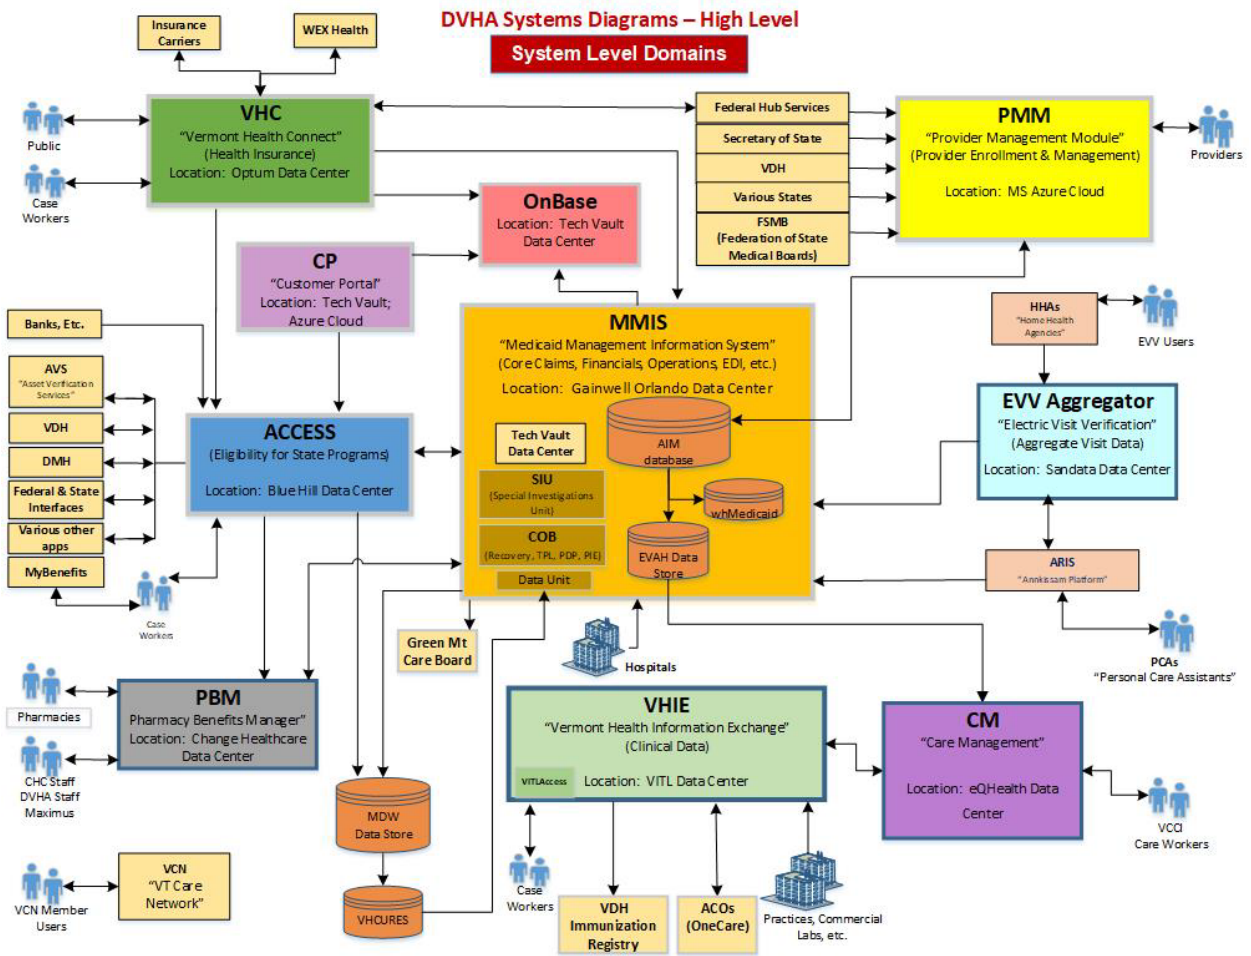 DVHA Systems Diagrams – High Level
System Level Domains
Insurance
Carriers
WEX Health
VHC
“Vermont Health Connect”
(Health Insurance)
Location: Optum Data Center
Public
Case
Workers
Federal Hub Services
Secretary of State
VDH
Various States
FSMB
(Federation of State
Medical Boards)
PMM
“Provider Management Module”
(Provider Enrollment & Management)
Location: MS Azure Cloud
Providers
OnBase
Location: Tech Vault
Data Center
CP
“Customer Portal”
Location: Tech Vault;
Azure Cloud
MMIS
“Medicaid Management Information System”
(Core Claims, Financials, Operations, EDI, etc.)
Location: Gainwell Orlando Data Center
AIM
database
Tech Vault
Data Center
SIU
(Special Investigations
Unit)
COB
(Recovery, TPL, PDP, PIE)
Data Unit
whMedicaid
EVAH Data
Store
HHAs
“Home Health
Agencies”
EVV Users
EVV Aggregator
“Electric Visit Verification”
(Aggregate Visit Data)
Location: Sandata Data Center
ARIS
“Annkissam Platform”
PCAs
“Personal Care Assistants”
Banks, Etc.
AVS
“Asset Verification
Services”
VDH
DMH
Federal & State
Interfaces
Various other
apps
MyBenefits
ACCESS
(Eligibility for State Programs)
Location: Blue Hill Data Center
Case
Workers
Green Mt
Care Board
Hospitals
Pharmacies
CHC Staff
DVHA Staff
Maximus
PBM
Pharmacy Benefits Manager”
Location: Change Healthcare
Data Center
VHIE
“Vermont Health Information Exchange”
(Clinical Data)
VITLAccess
Location: VITL Data Center
CM
“Care Management”
Location: eQHealth Data
Center
VCCI
Care Workers
MDW
Data Store
VHCURES
VCN Member
Users
VCN
“VT Care
Network”
Case
Workers
VDH
Immunization
Registry
ACOs
(OneCare)
Practices, Commercial
Labs, etc.